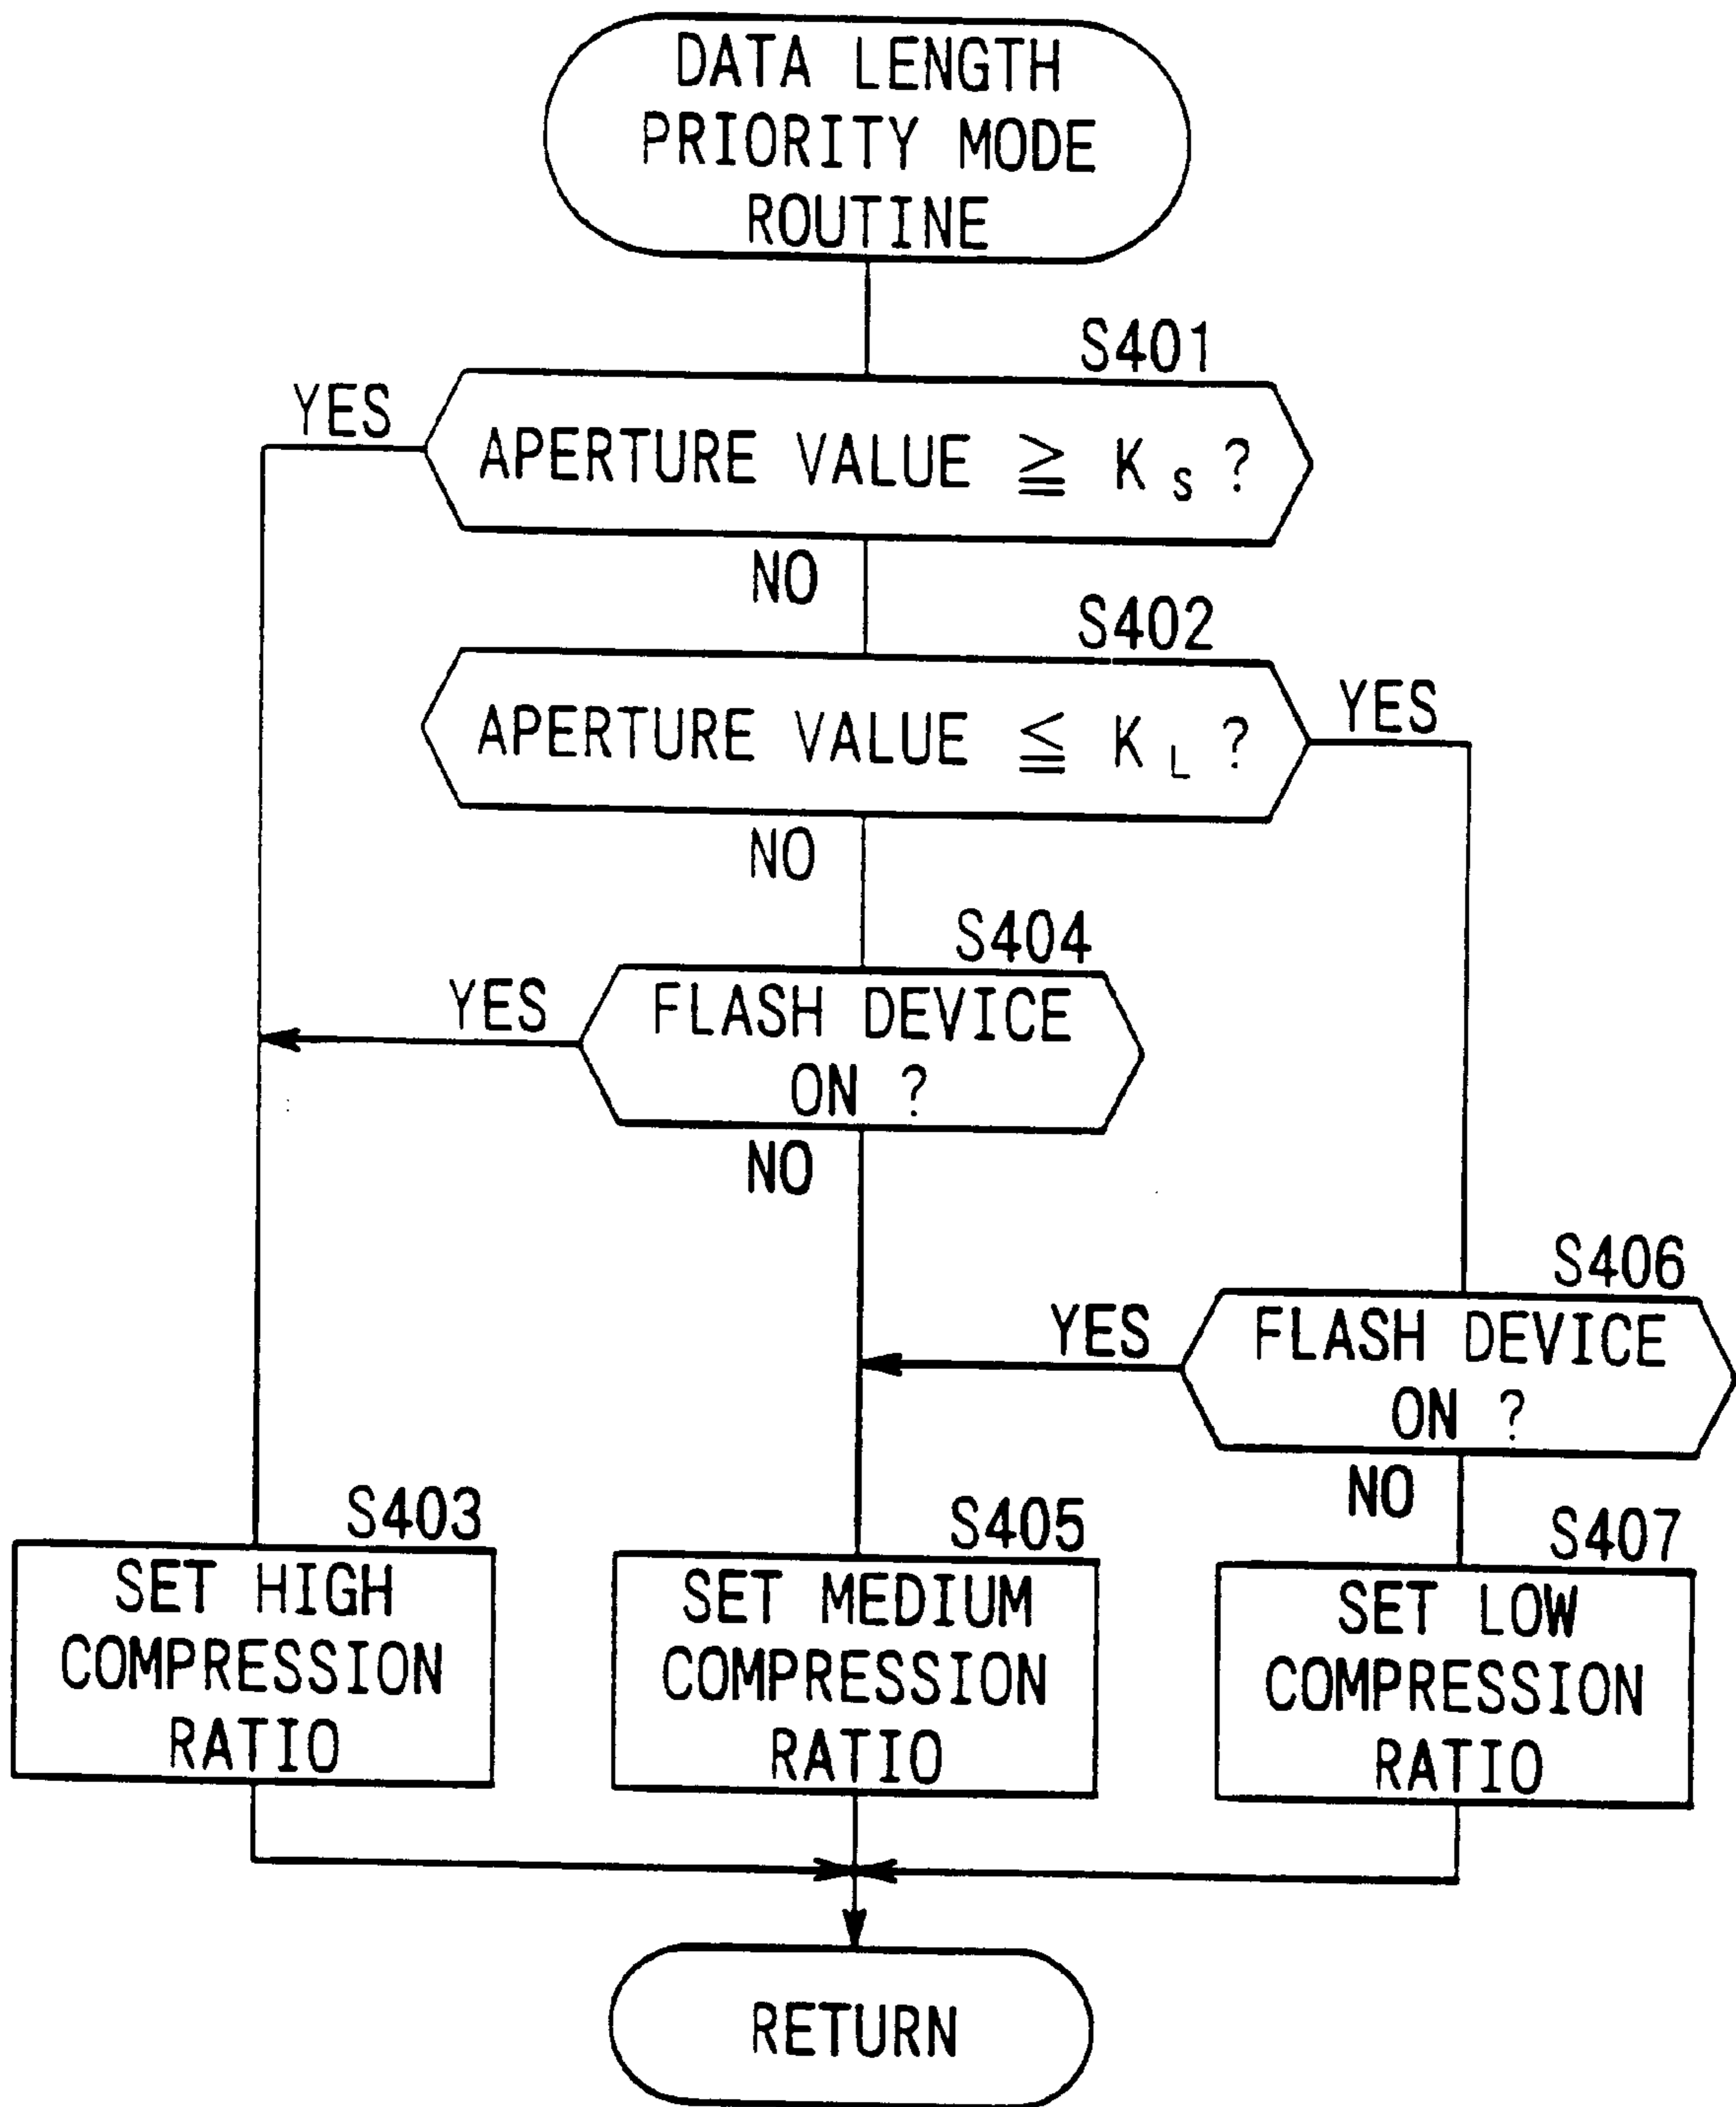 DATA LENGTH
PRIORITY MODE
ROUTINE
S401
YES
APERTURE VALUE ≧ Ks ?
NO
S402
YES
APERTURE VALUE ≦ KL ?
NO
S404
YES
FLASH DEVICE
ON ?
NO
S406
YES
FLASH DEVICE
ON ?
NO
S403
SET HIGH
COMPRESSION
RATIO
S405
SET MEDIUM
COMPRESSION
RATIO
S407
SET LOW
COMPRESSION
RATIO
RETURN